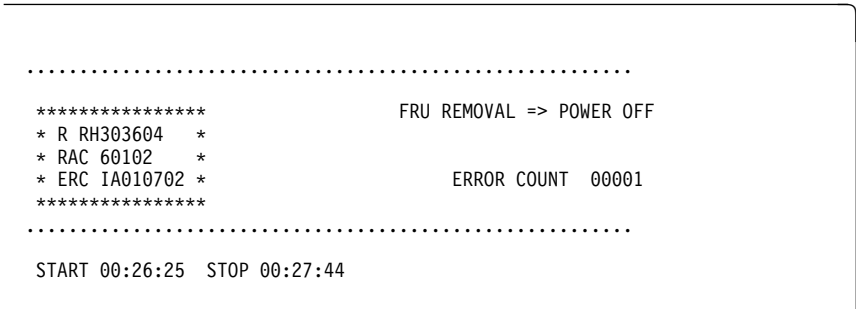 .........................................................
**************** FRU REMOVAL => POWER OFF
* R RH303604 *
* RAC 60102 *
* ERC IA010702 * ERROR COUNT 00001
****************
.........................................................
START 00:26:25 STOP 00:27:44